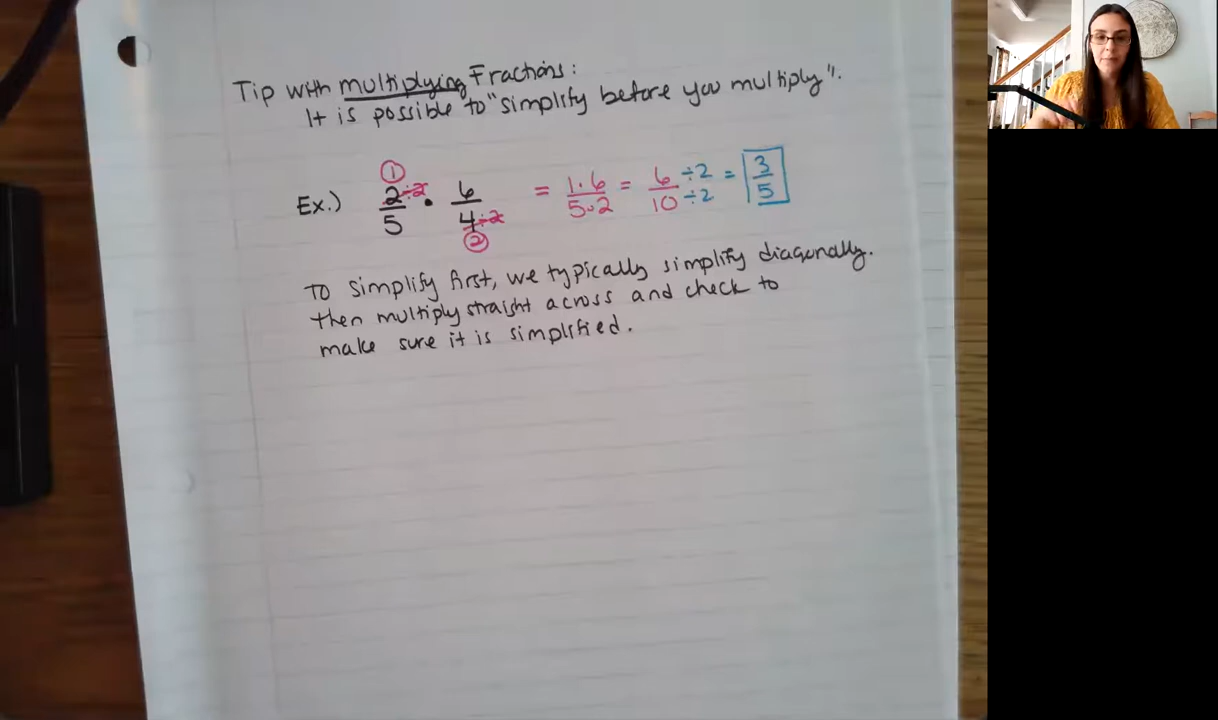 Tip with multiplying Fractions:
It is possible to "simplify before you multiply".
Ex.) 2/5 ÷2 ① • 6/4 ÷2 ② = 1·6/5·2 = 6/10 ÷2 ÷2 = 3/5
To simplify first, we typically simplify diagonally.
Then multiply straight across and check to
make sure it is simplified.